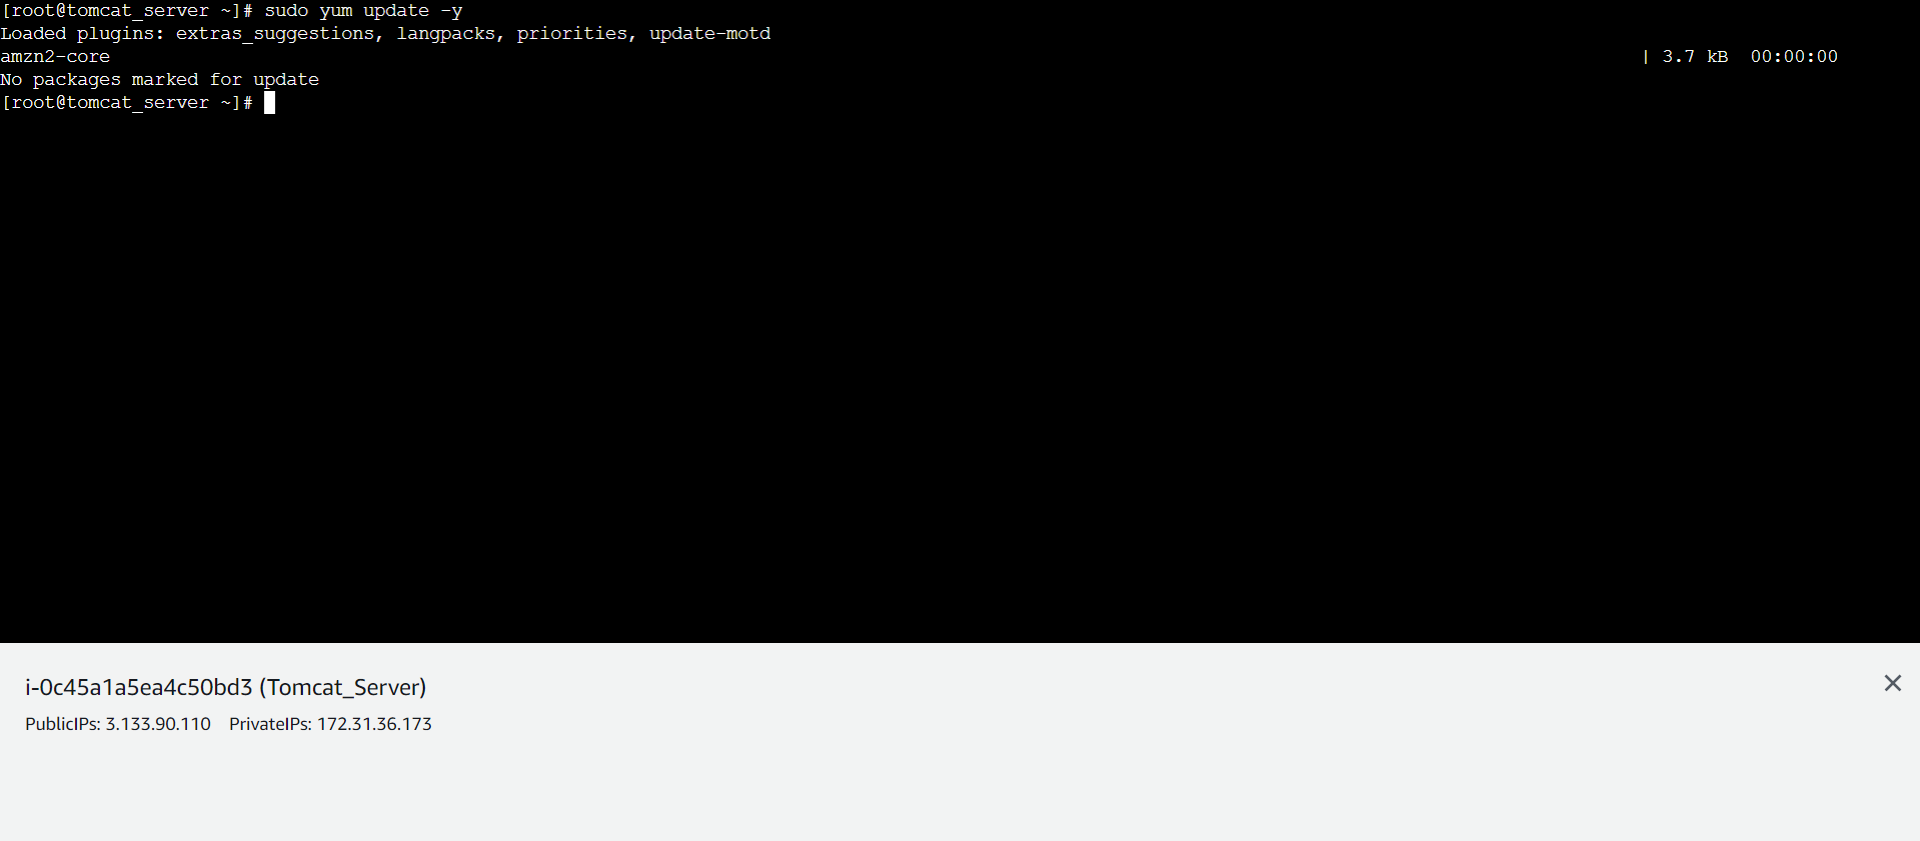 [root@tomcat_server ~]# sudo yum update -y
Loaded plugins: extras_suggestions, langpacks, priorities, update-motd
amzn2-core | 3.7 kB 00:00:00
No packages marked for update
[root@tomcat_server ~]#
i-0c45a1a5ea4c50bd3 (Tomcat_Server)
PublicIPs: 3.133.90.110 PrivateIPs: 172.31.36.173